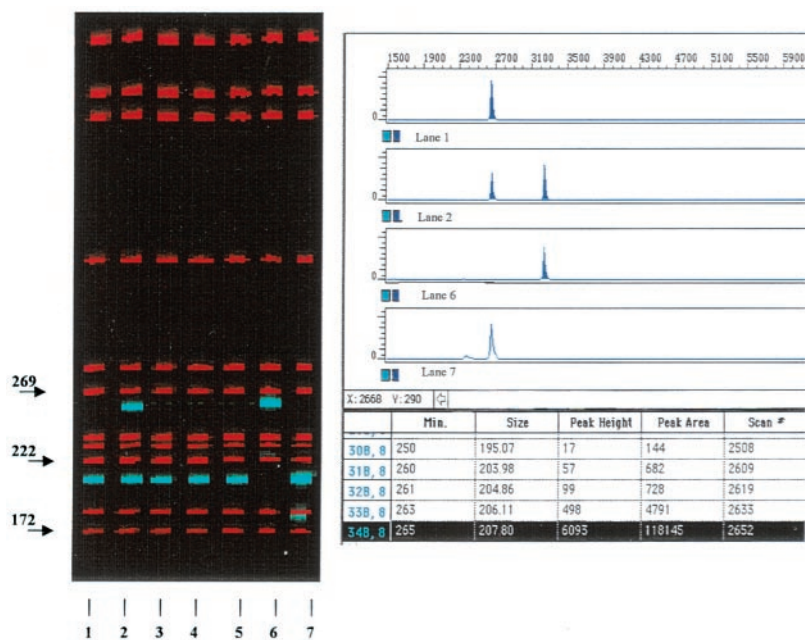 1500 1900 2300 2700 3100 3500 3900 4300 4700 5100 5500 5900
0
Lane 1
0
Lane 2
0
Lane 6
0
Lane 7
X:2668 Y:290
Min. Size Peak Height Peak Area Scan #
30B, 8 250 195.07 17 144 2508
31B, 8 260 203.98 57 682 2609
32B, 8 261 204.86 99 728 2619
33B, 8 263 206.11 498 4791 2633
34B, 8 265 207.80 6093 118145 2652
269
222
172
1 2 3 4 5 6 7